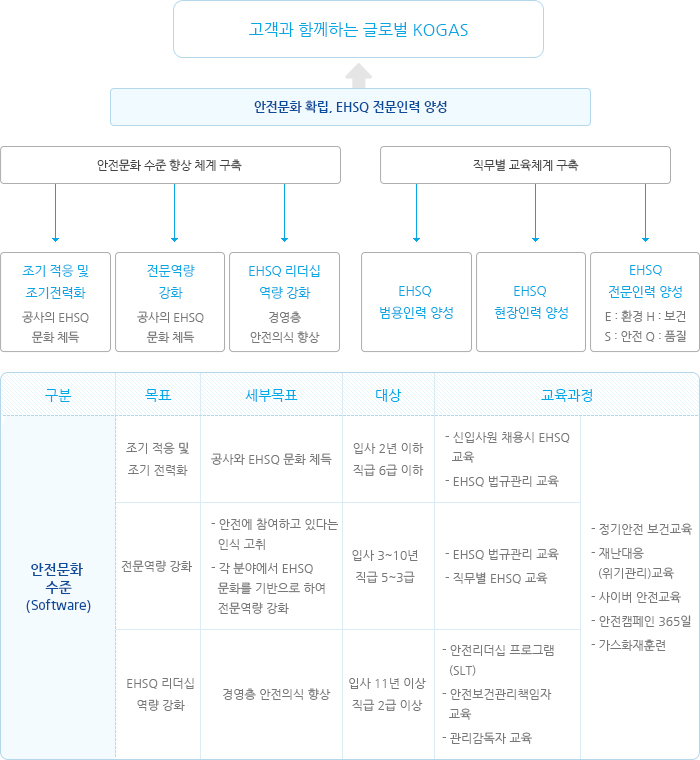 고객과 함께하는 글로벌 KOGAS
안전문화 확립, EHSQ 전문인력 양성
안전문화 수준 향상 체계 구축
직무별 교육체계 구축
조기 적응 및
조기전력화
공사의 EHSQ
문화 체득
전문역량
강화
공사의 EHSQ
문화 체득
EHSQ 리더십
역량 강화
경영층
안전의식 향상
EHSQ
범용인력 양성
EHSQ
현장인력 양성
EHSQ
전문인력 양성
E : 환경 H : 보건
S : 안전 Q : 품질
구분
목표
세부목표
대상
교육과정
안전문화
수준
(Software)
조기 적응 및
조기 전력화
공사와 EHSQ 문화 체득
입사 2년 이하
직급 6급 이하
- 신입사원 채용시 EHSQ
교육
- EHSQ 법규관리 교육
전문역량 강화
- 안전에 참여하고 있다는
인식 고취
- 각 분야에서 EHSQ
문화를 기반으로 하여
전문역량 강화
입사 3~10년
직급 5~3급
- EHSQ 법규관리 교육
- 직무별 EHSQ 교육
EHSQ 리더십
역량 강화
경영층 안전의식 향상
입사 11년 이상
직급 2급 이상
- 안전리더십 프로그램
(SLT)
- 안전보건관리책임자
교육
- 관리감독자 교육
- 정기안전 보건교육
- 재난대응
(위기관리)교육
- 사이버 안전교육
- 안전캠페인 365일
- 가스화재훈련